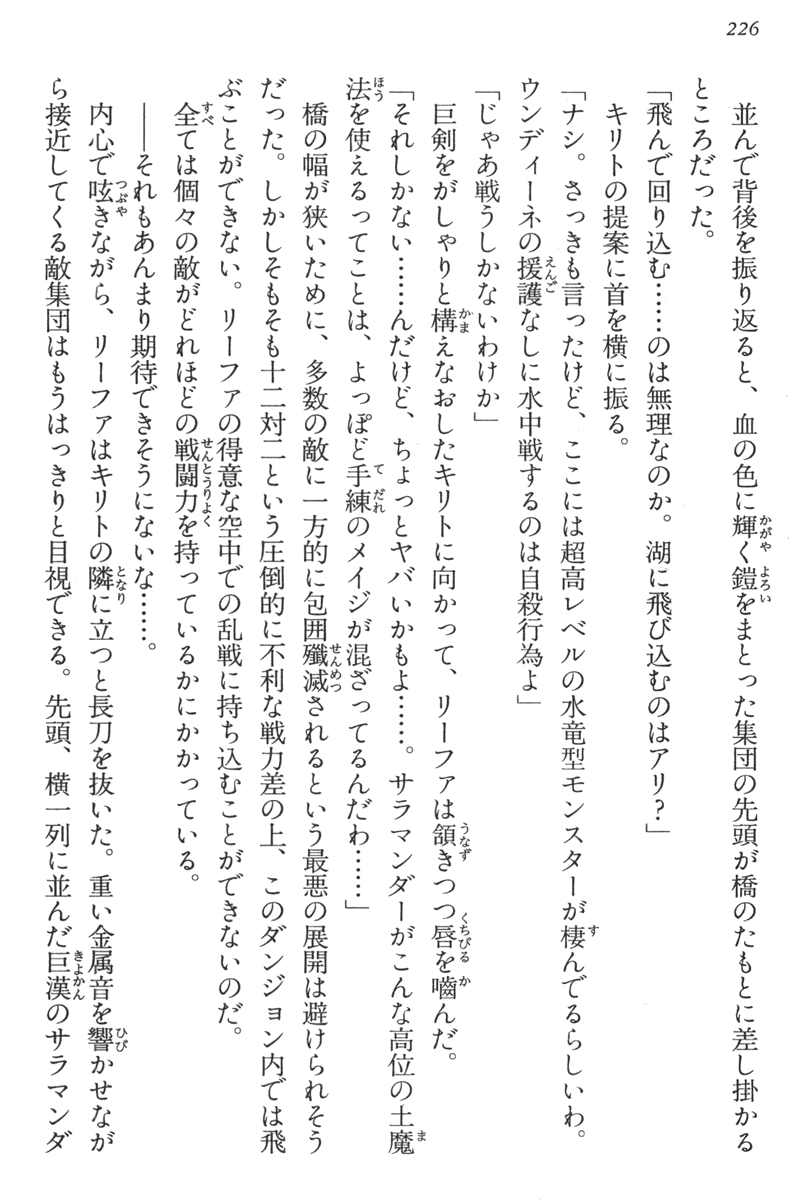 226
並んで背後を振り返ると、血の色に輝く鎧をまとった集団の先頭が橋のたもとに差し掛かる
ところだった。
「飛んで回り込む……のは無理なのか。湖に飛び込むのはアリ？」
キリトの提案に首を横に振る。
「ナシ。さっきも言ったけど、ここには超高レベルの水竜型モンスターが棲んでるらしいわ。
ウンディーネの援護なしに水中戦するのは自殺行為よ」
「じゃあ戦うしかないわけか」
巨剣をがしゃりと構えなおしたキリトに向かって、リーファは頷きつつ唇を嚙んだ。
「それしかない……んだけど、ちょっとヤバいかもよ……。サラマンダーがこんな高位の土魔
法を使えるってことは、よっぽど手練のメイジが混ざってるんだわ……」
橋の幅が狭いために、多数の敵に一方的に包囲殲滅されるという最悪の展開は避けられそう
だった。しかしそもそも十二対二という圧倒的に不利な戦力差の上、このダンジョン内では飛
ぶことができない。リーファの得意な空中での乱戦に持ち込むことができないのだ。
全ては個々の敵がどれほどの戦闘力を持っているかにかかっている。
――それもあんまり期待できそうにないな……。
内心で呟きながら、リーファはキリトの隣に立つと長刀を抜いた。重い金属音を響かせなが
ら接近してくる敵集団はもうはっきりと目視できる。先頭、横一列に並んだ巨漢のサラマンダ